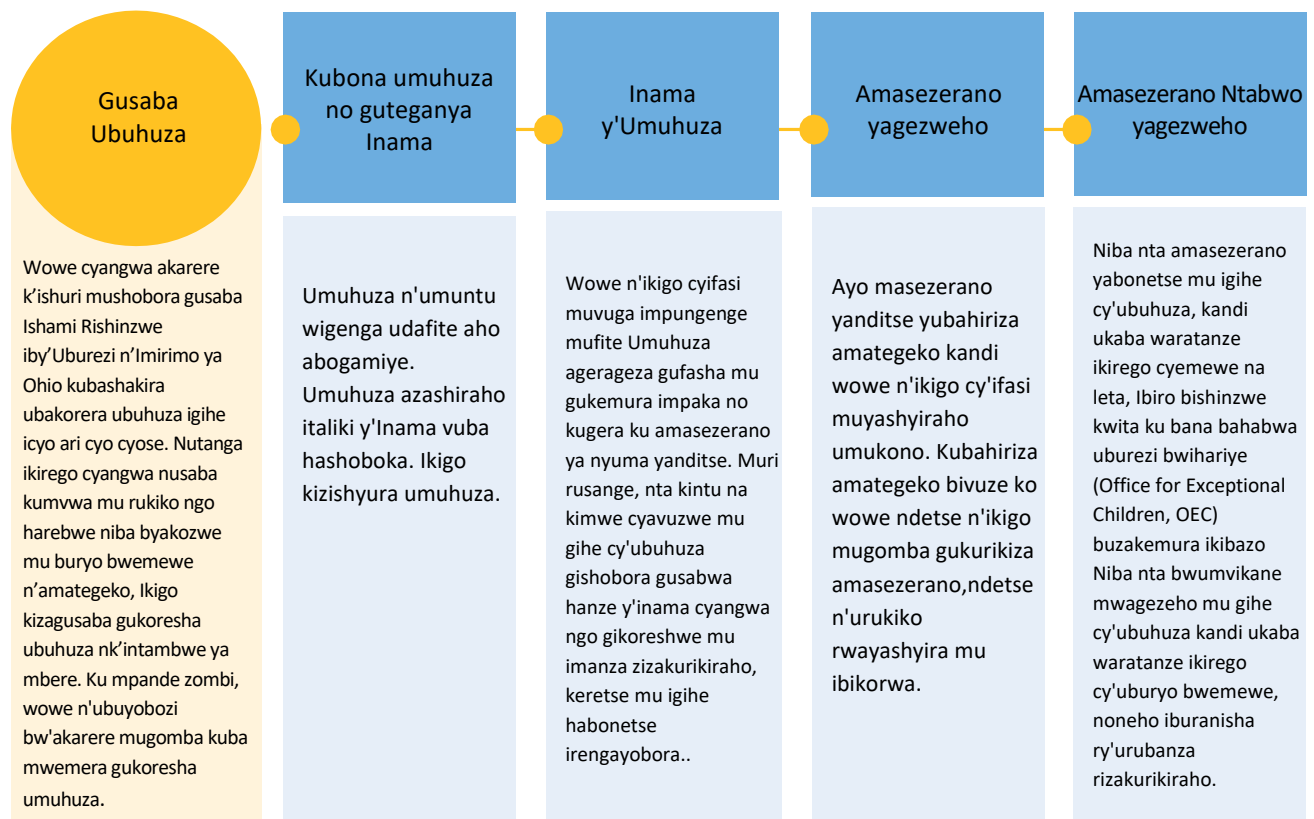 Gusaba
Ubuhuza
Wowe cyangwa akarere
k'ishuri mushobora gusaba
Ishami Rishinzwe
iby'Uburezi n'Imirimo ya
Ohio kubashakira
ubakorera ubuhuza igihe
icyo ari cyo cyose. Nutanga
ikirego cyangwa nusaba
kumvwa mu rukiko ngo
harebwe niba byakozwe
mu buryo bwemewe
n'amategeko, Ikigo
kizagusaba gukoresha
ubuhuza nk'intambwe ya
mbere. Ku mpande zombi,
wowe n'ubuyobozi
bw'akarere mugomba kuba
mwemera gukoresha
umuhuza.
Kubona umuhuza
no guteganya
Inama
Umuhuza n'umuntu
wigenga udafite aho
abogamiye.
Umuhuza azashiraho
italiki y'Inama vuba
hashoboka. Ikigo
kizishyura umuhuza.
Inama
y'Umuhuza
Wowe n'ikigo cyifasi
muvuga impungenge
mufite Umuhuza
agerageza gufasha mu
gukemura impaka no
kugera ku amasezerano
ya nyuma yanditse. Muri
rusange, nta kintu na
kimwe cyavuzwe mu
gihe cy'ubuhuza
gishobora gusabwa
hanze y'inama cyangwa
ngo gikoreshwe mu
imanza zizakurikiraho,
keretse mu igihe
habonetse
irengayobora..
Amasezerano
yagezweho
Ayo masezerano
yanditse yubahiriza
amategeko kandi
wowe n'ikigo cy'ifasi
muyashyiraho
umukono. Kubahiriza
amategeko bivuze ko
wowe ndetse n'ikigo
mugomba gukurikiza
amasezerano,ndetse
n'urukiko
rwayashyira mu
ibikorwa.
Amasezerano Ntabwo
yagezweho
Niba nta amasezerano
yabonetse mu igihe
cy'ubuhuza, kandi
ukaba waratanze
ikirego cyemewe na
leta, Ibiro bishinzwe
kwita ku bana bahabwa
uburezi bwihariye
(Office for Exceptional
Children, OEC)
buzakemura ikibazo
Niba nta bwumvikane
mwagezeho mu gihe
cy'ubuhuza kandi ukaba
waratanze ikirego
cy'uburyo bwemewe,
noneho iburanisha
ry'urubanza
rizakurikiraho.